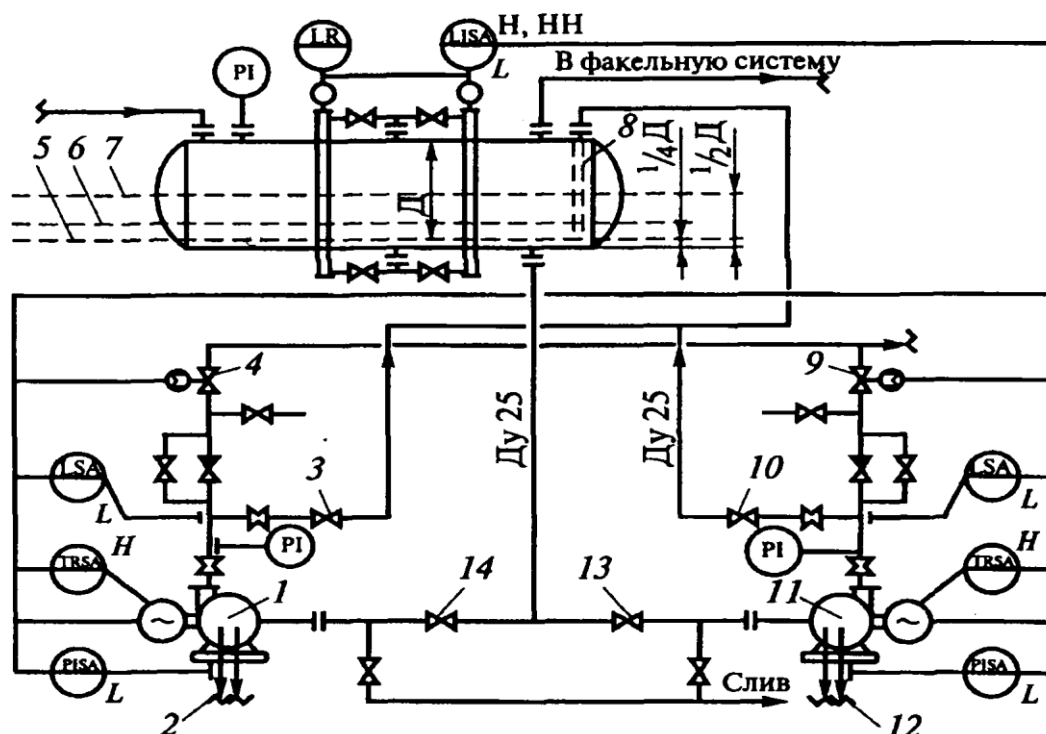 LR
LISA
H, HH
L
PI
В факельную систему
8
1/4Д
1/2Д
5
6
7
Д
4
9
Ду 25
Ду 25
LSA
L
3
10
LSA
L
PI
PI
H
H
TRSA
1
14
13
11
TRSA
PISA
L
Слив
PISA
L
2
12